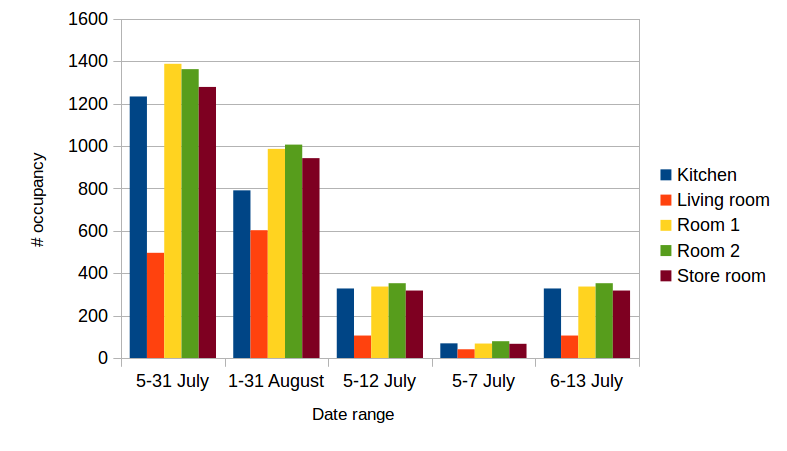 1600
1400
1200
1000
800
600
400
200
0
# occupancy
5-31 July
1-31 August
5-12 July
5-7 July
6-13 July
Date range
Kitchen
Living room
Room 1
Room 2
Store room